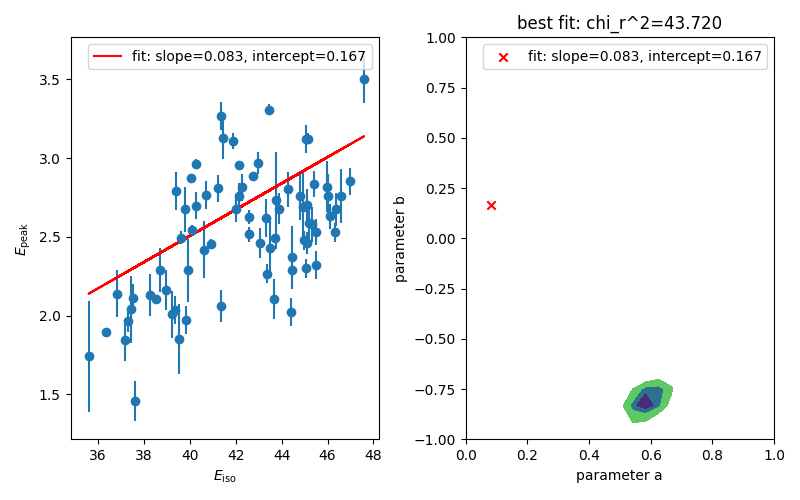 best fit: chi_r^2=43.720
fit: slope=0.083, intercept=0.167
fit: slope=0.083, intercept=0.167
E_peak
3.5
3.0
2.5
2.0
1.5
36 38 40 42 44 46 48
E_iso
parameter b
1.00
0.75
0.50
0.25
0.00
−0.25
−0.50
−0.75
−1.00
0.0 0.2 0.4 0.6 0.8 1.0
parameter a